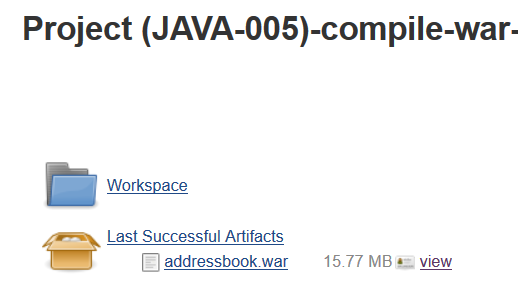 Project (JAVA-005)-compile-war-
Workspace
Last Successful Artifacts
addressbook.war 15.77 MB view